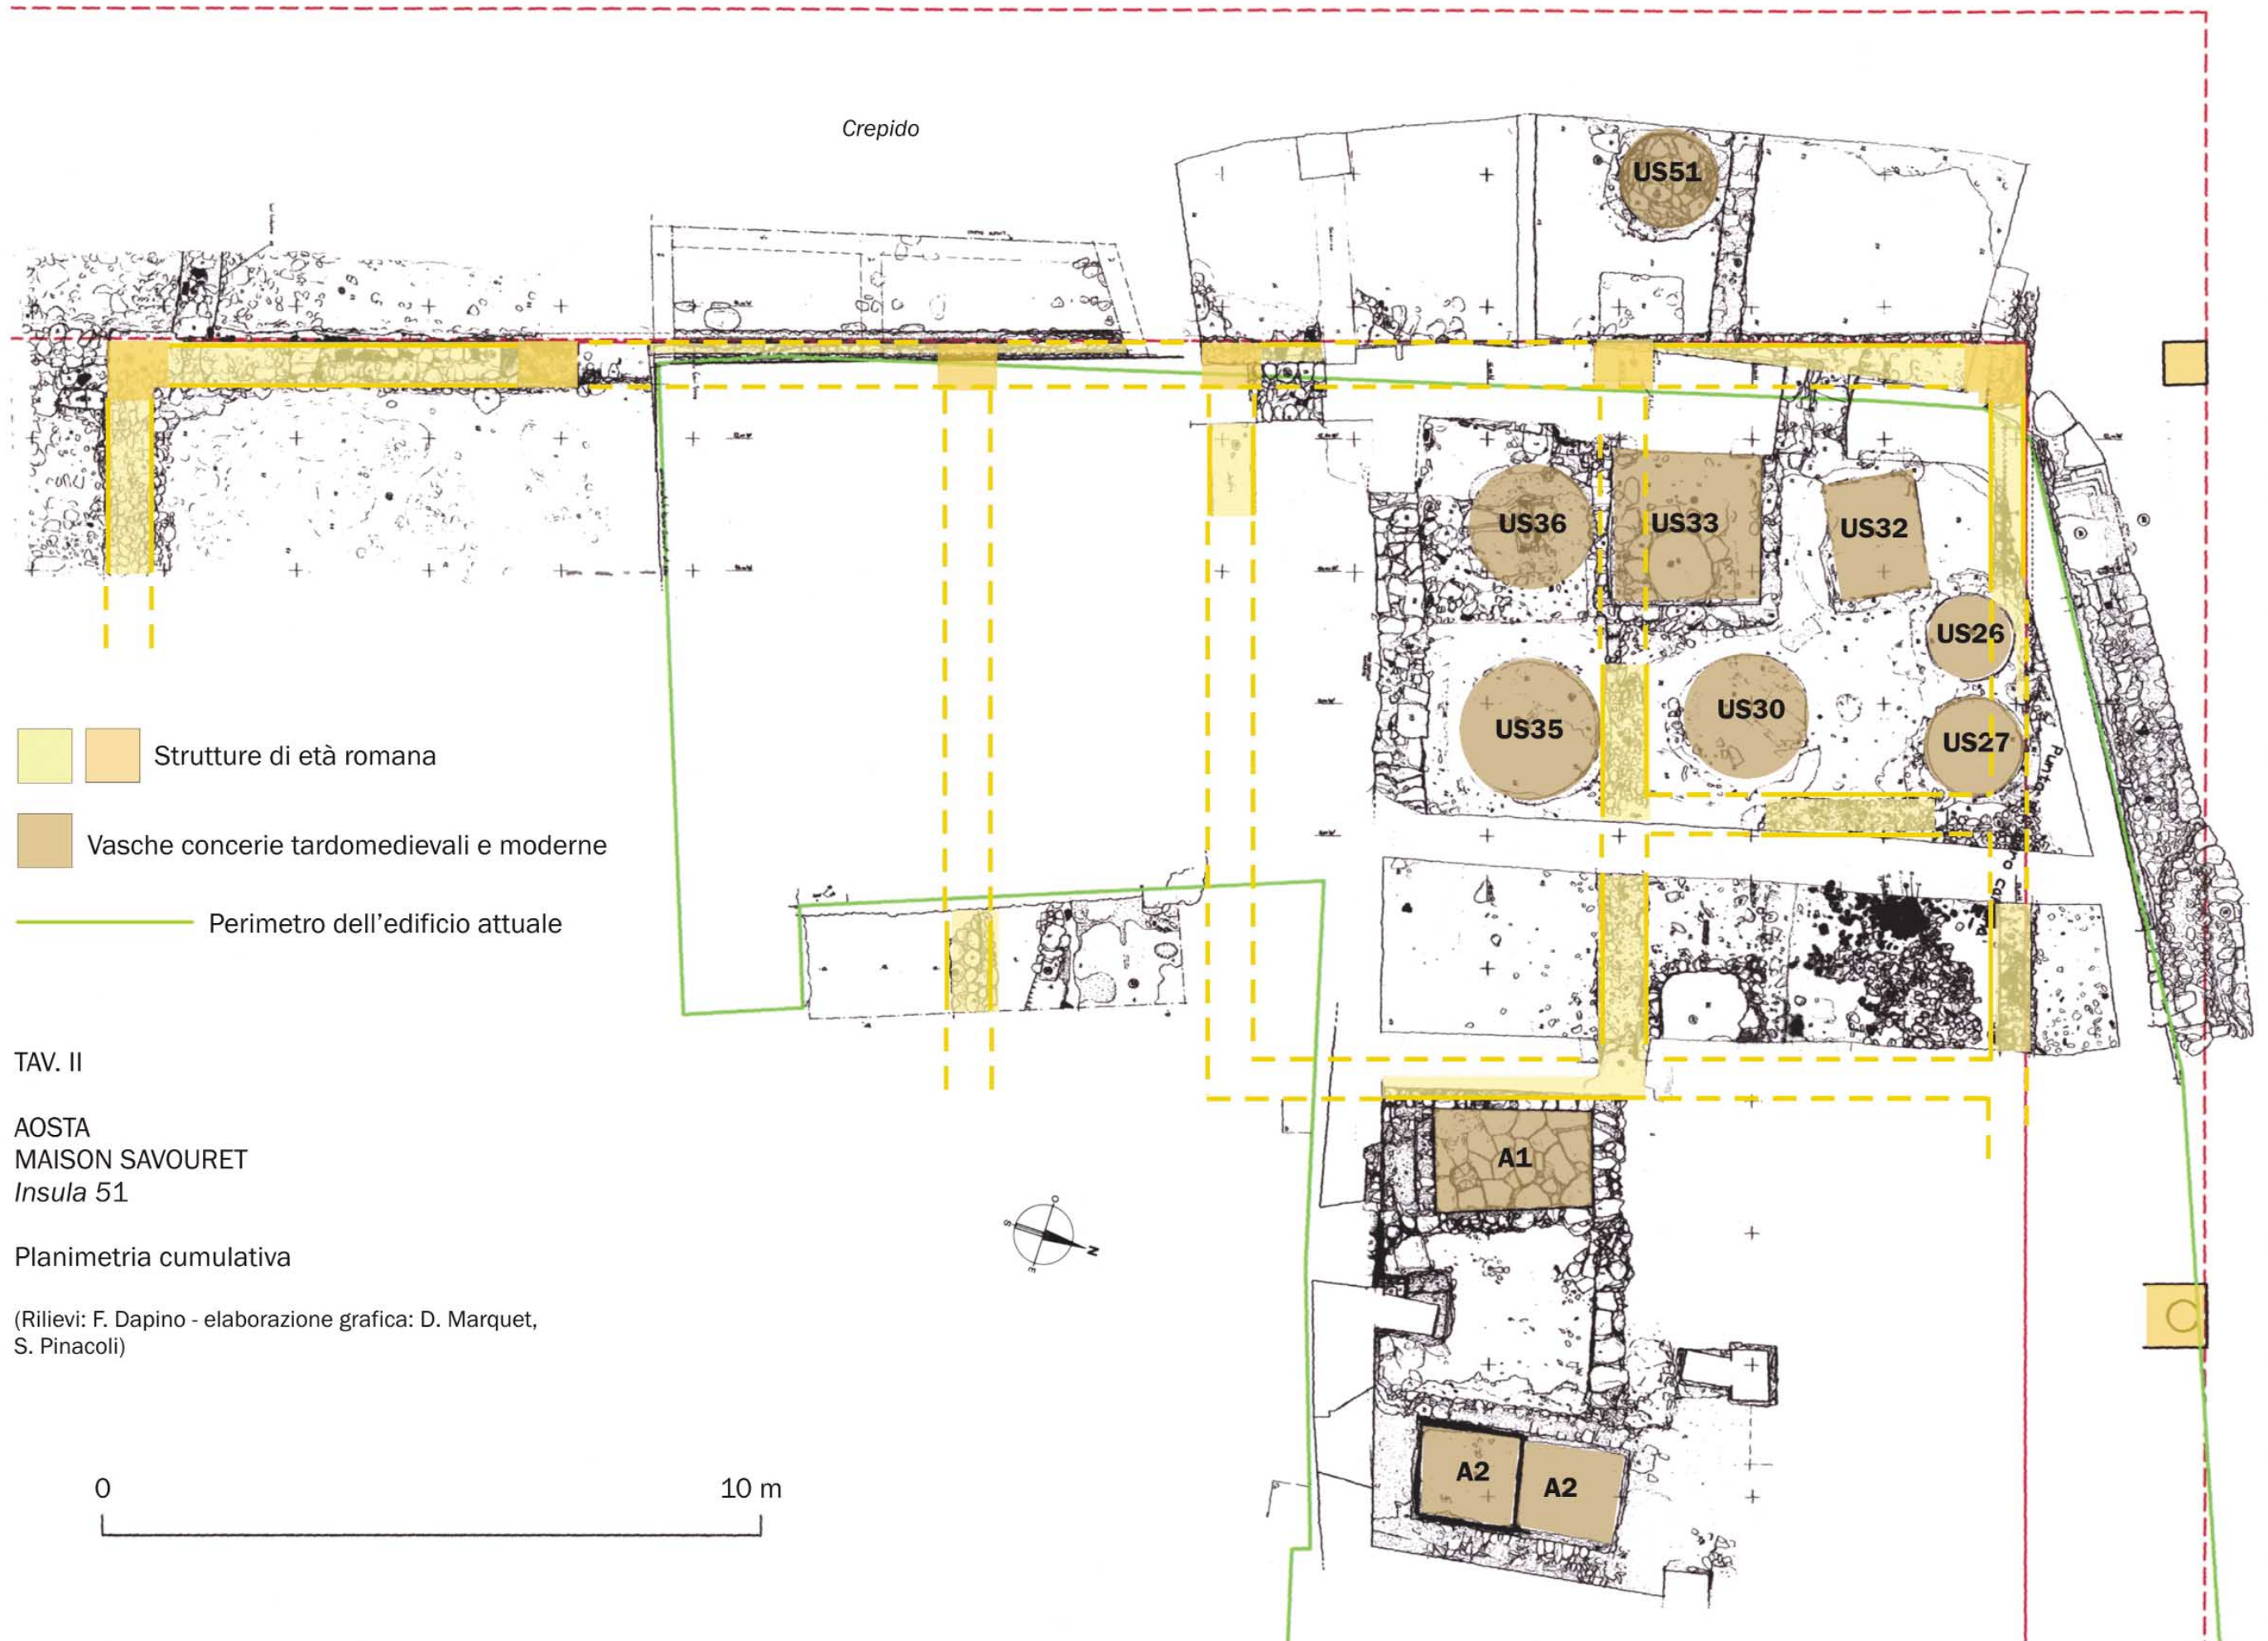 Crepido
US51
US36
US33
US32
US26
US35
US30
US27
Strutture di età romana
Vasche concerie tardomedievali e moderne
Perimetro dell'edificio attuale
TAV. II
AOSTA
MAISON SAVOURET
Insula 51
Planimetria cumulativa
(Rilievi: F. Dapino - elaborazione grafica: D. Marquet,
S. Pinacoli)
O
S
N
E
A1
A2
A2
0
10 m